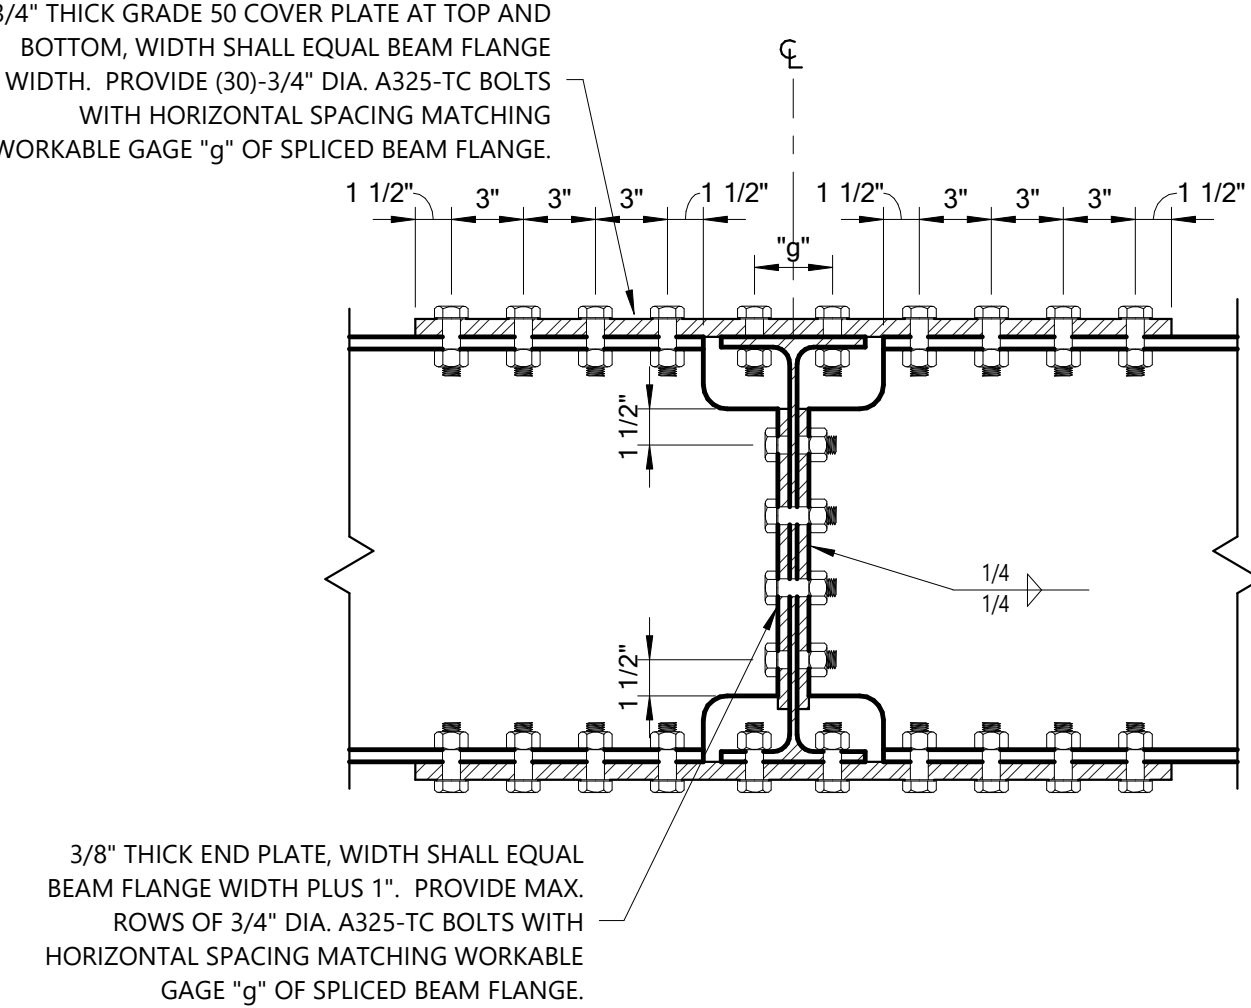 3/4" THICK GRADE 50 COVER PLATE AT TOP AND
BOTTOM, WIDTH SHALL EQUAL BEAM FLANGE
WIDTH. PROVIDE (30)-3/4" DIA. A325-TC BOLTS
WITH HORIZONTAL SPACING MATCHING
WORKABLE GAGE "g" OF SPLICED BEAM FLANGE.
℄
1 1/2" 3" 3" 3" 1 1/2" 1 1/2" 3" 3" 3" 1 1/2"
"g"
1 1/2"
1/4
1/4
1 1/2"
3/8" THICK END PLATE, WIDTH SHALL EQUAL
BEAM FLANGE WIDTH PLUS 1". PROVIDE MAX.
ROWS OF 3/4" DIA. A325-TC BOLTS WITH
HORIZONTAL SPACING MATCHING WORKABLE
GAGE "g" OF SPLICED BEAM FLANGE.